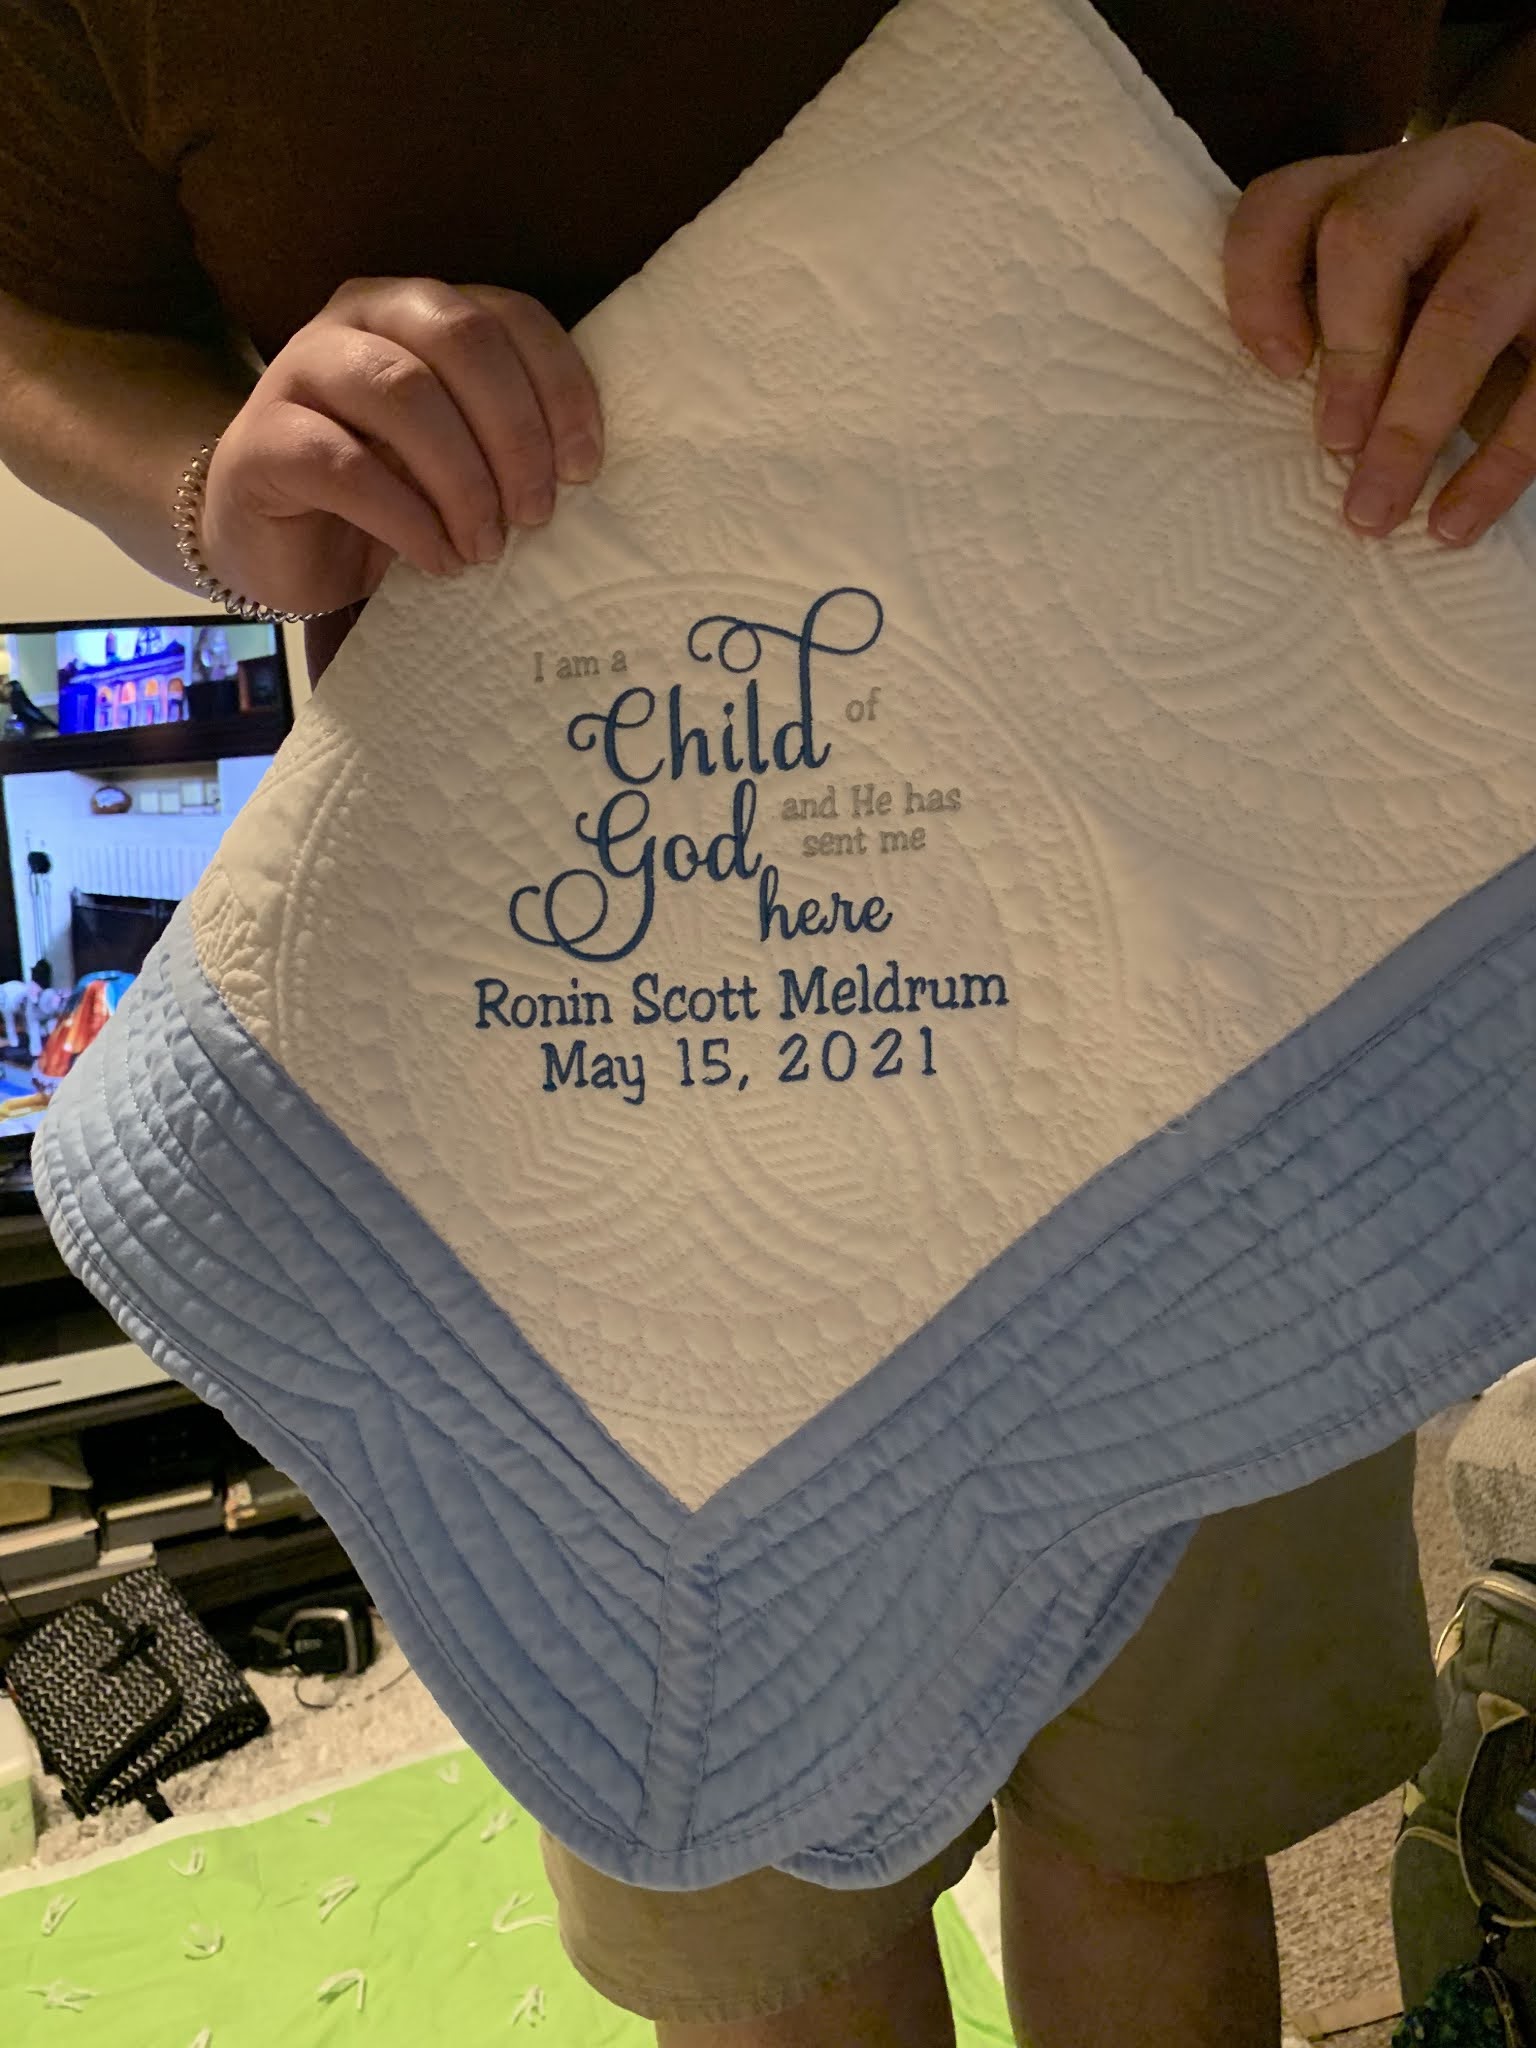 I am a
Child of
God and He has
sent me
here
Ronin Scott Meldrum
May 15, 2021